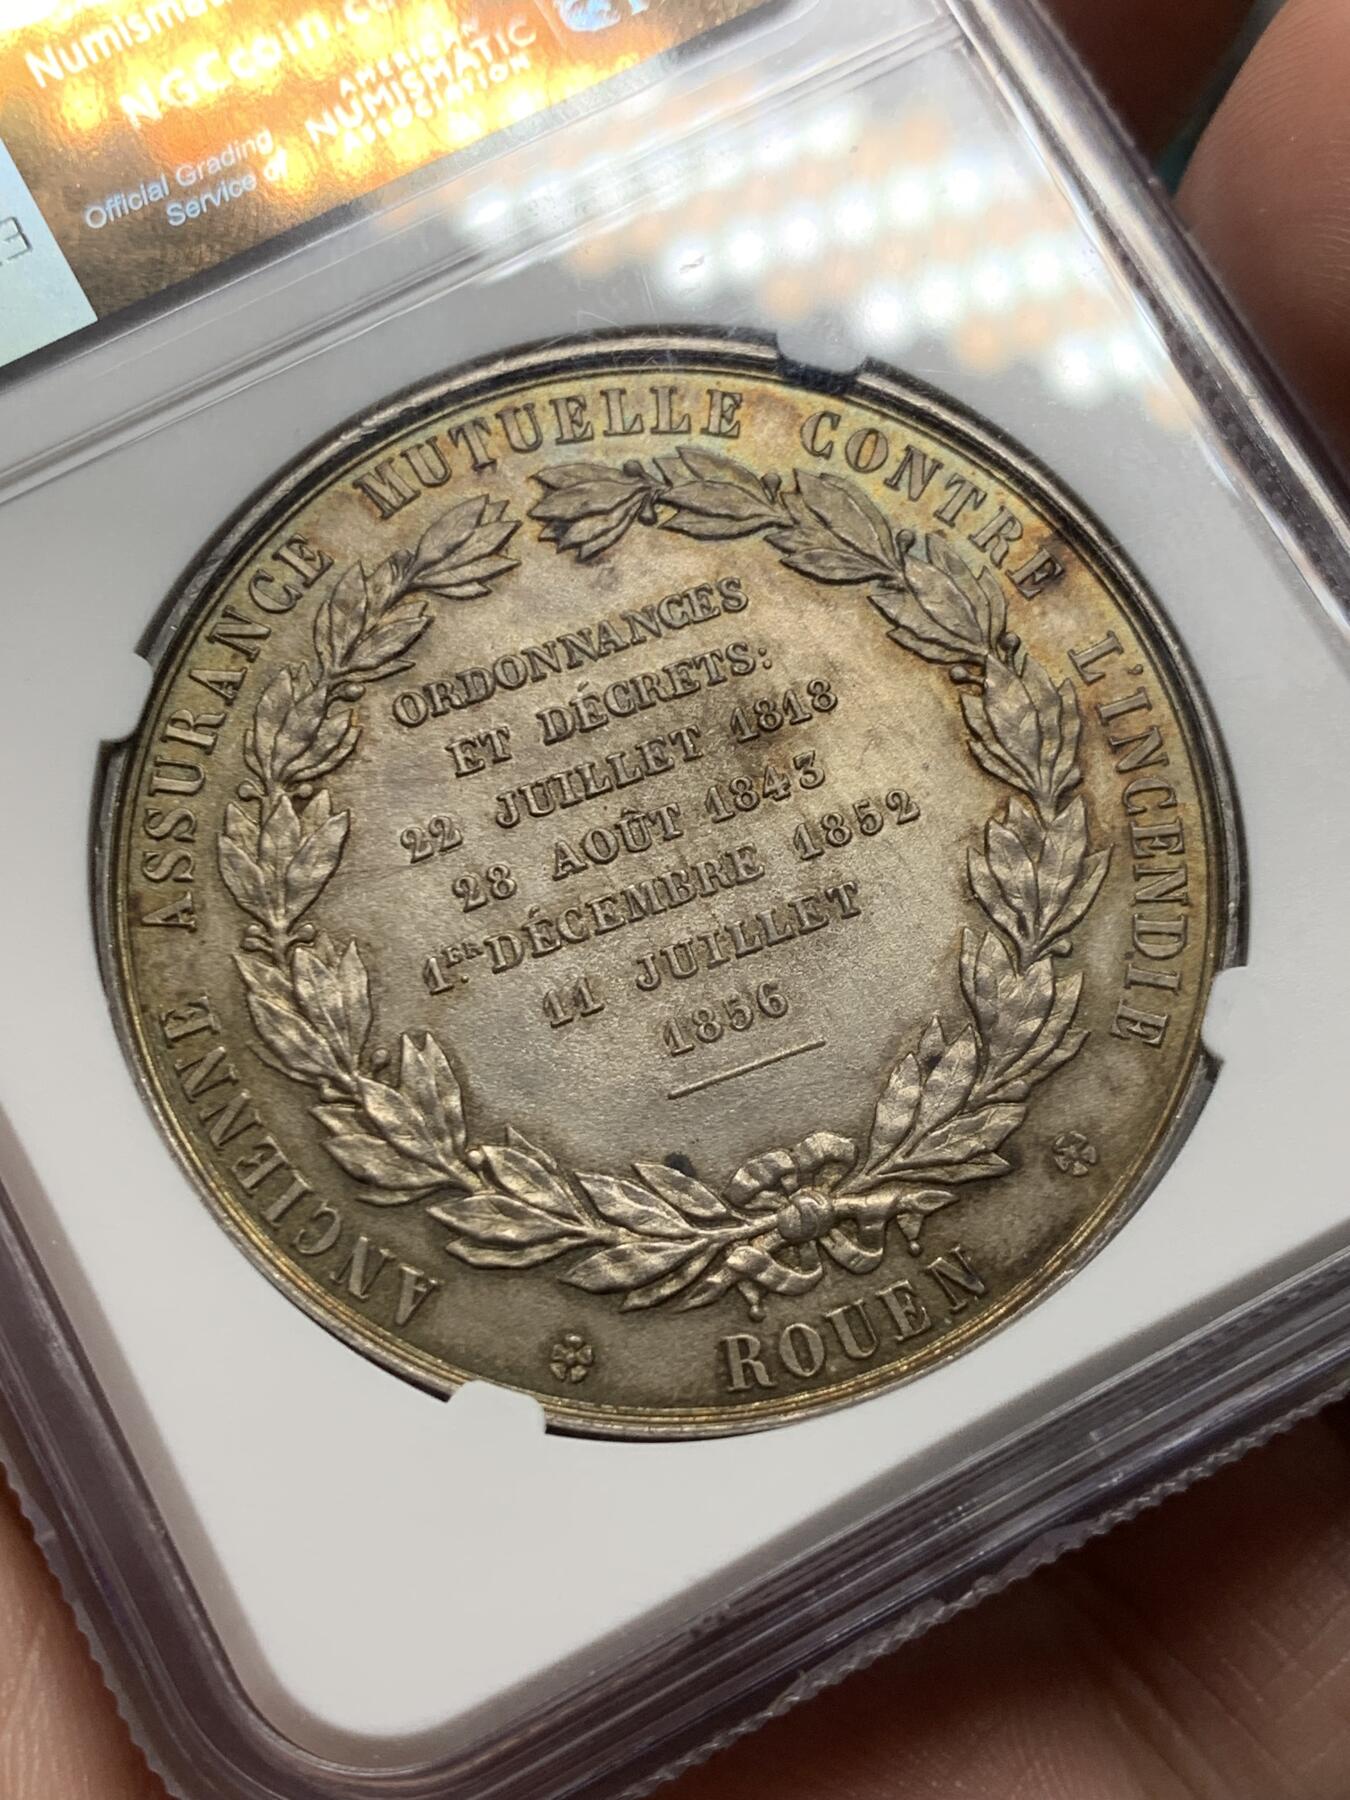 NGCcoin.c
AMERICAN
NUMISMATIC
ASSOCIATION
Official Grading
Service of
ANCIENNE ASSURANCE MUTUELLE CONTRE L'INCENDIE
ORDONNANCES
ET DÉCRETS:
22 JUILLET 1818
28 AOÛT 1843
1ER DÉCEMBRE 1852
11 JUILLET
1856
ROUEN